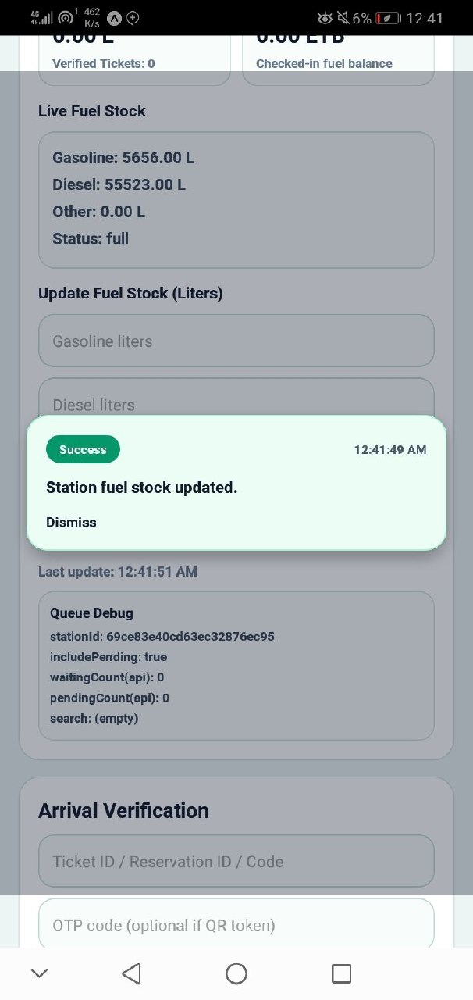 4G 1 462 K/s 6% 12:41
0.00 L 0.00 ETB
Verified Tickets: 0 Checked-in fuel balance
Live Fuel Stock
Gasoline: 5656.00 L
Diesel: 55523.00 L
Other: 0.00 L
Status: full
Update Fuel Stock (Liters)
Gasoline liters
Diesel liters
Success 12:41:49 AM
Station fuel stock updated.
Dismiss
Last update: 12:41:51 AM
Queue Debug
stationId: 69ce83e40cd63ec32876ec95
includePending: true
waitingCount(api): 0
pendingCount(api): 0
search: (empty)
Arrival Verification
Ticket ID / Reservation ID / Code
OTP code (optional if QR token)